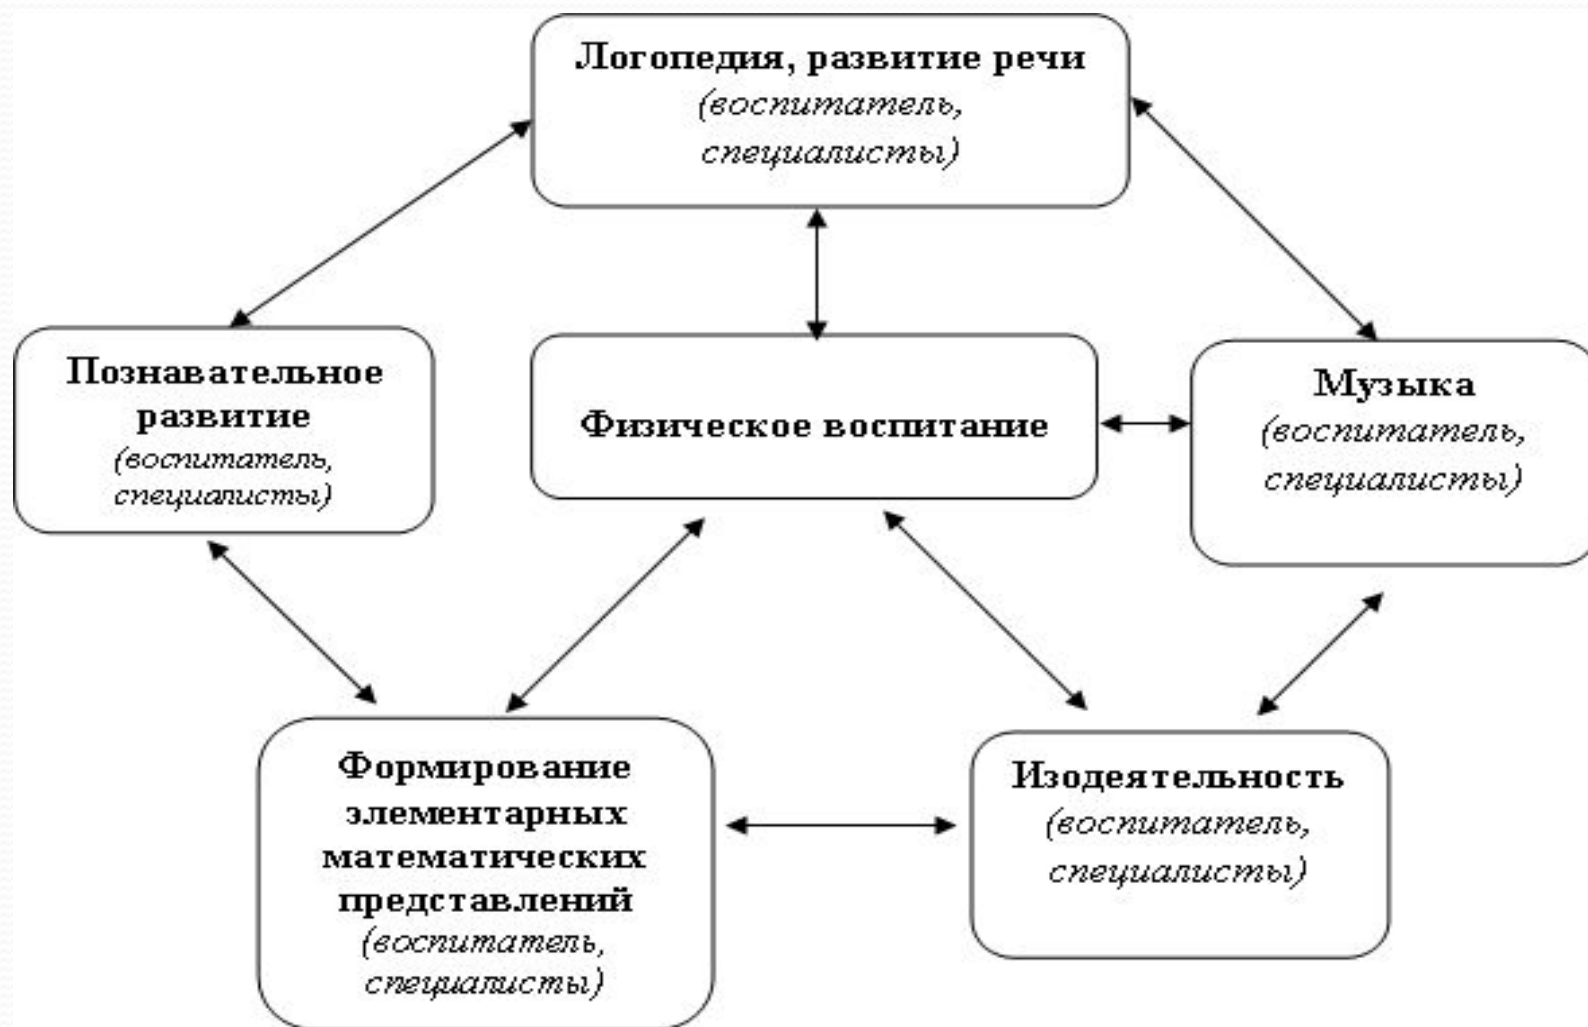 Логопедия, развитие речи
(воспитатель,
специалисты)
Познавательное
развитие
(воспитатель,
специалисты)
Физическое воспитание
Музыка
(воспитатель,
специалисты)
Формирование
элементарных
математических
представлений
(воспитатель,
специалисты)
Изодеятельность
(воспитатель,
специалисты)